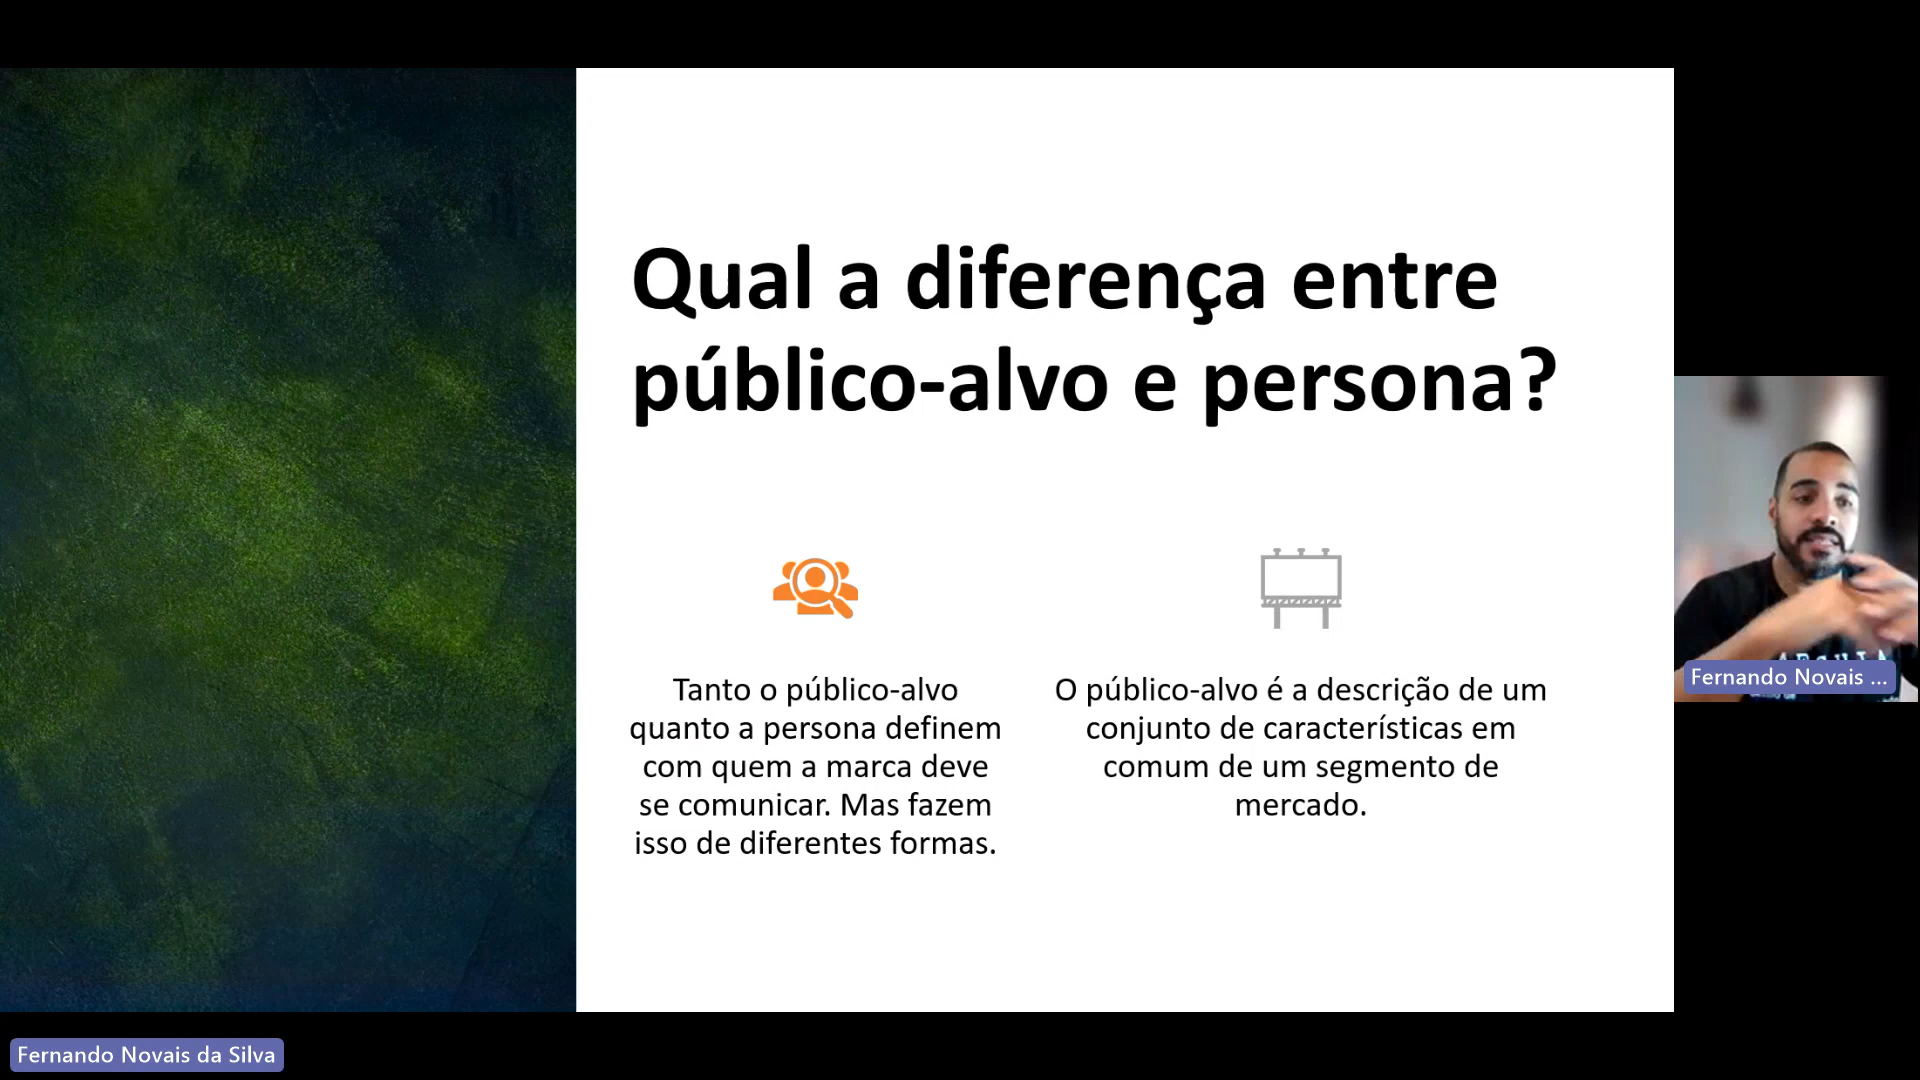 Qual a diferença entre
público-alvo e persona?
Tanto o público-alvo
quanto a persona definem
com quem a marca deve
se comunicar. Mas fazem
isso de diferentes formas.
O público-alvo é a descrição de um
conjunto de características em
comum de um segmento de
mercado.
Fernando Novais ...
Fernando Novais da Silva